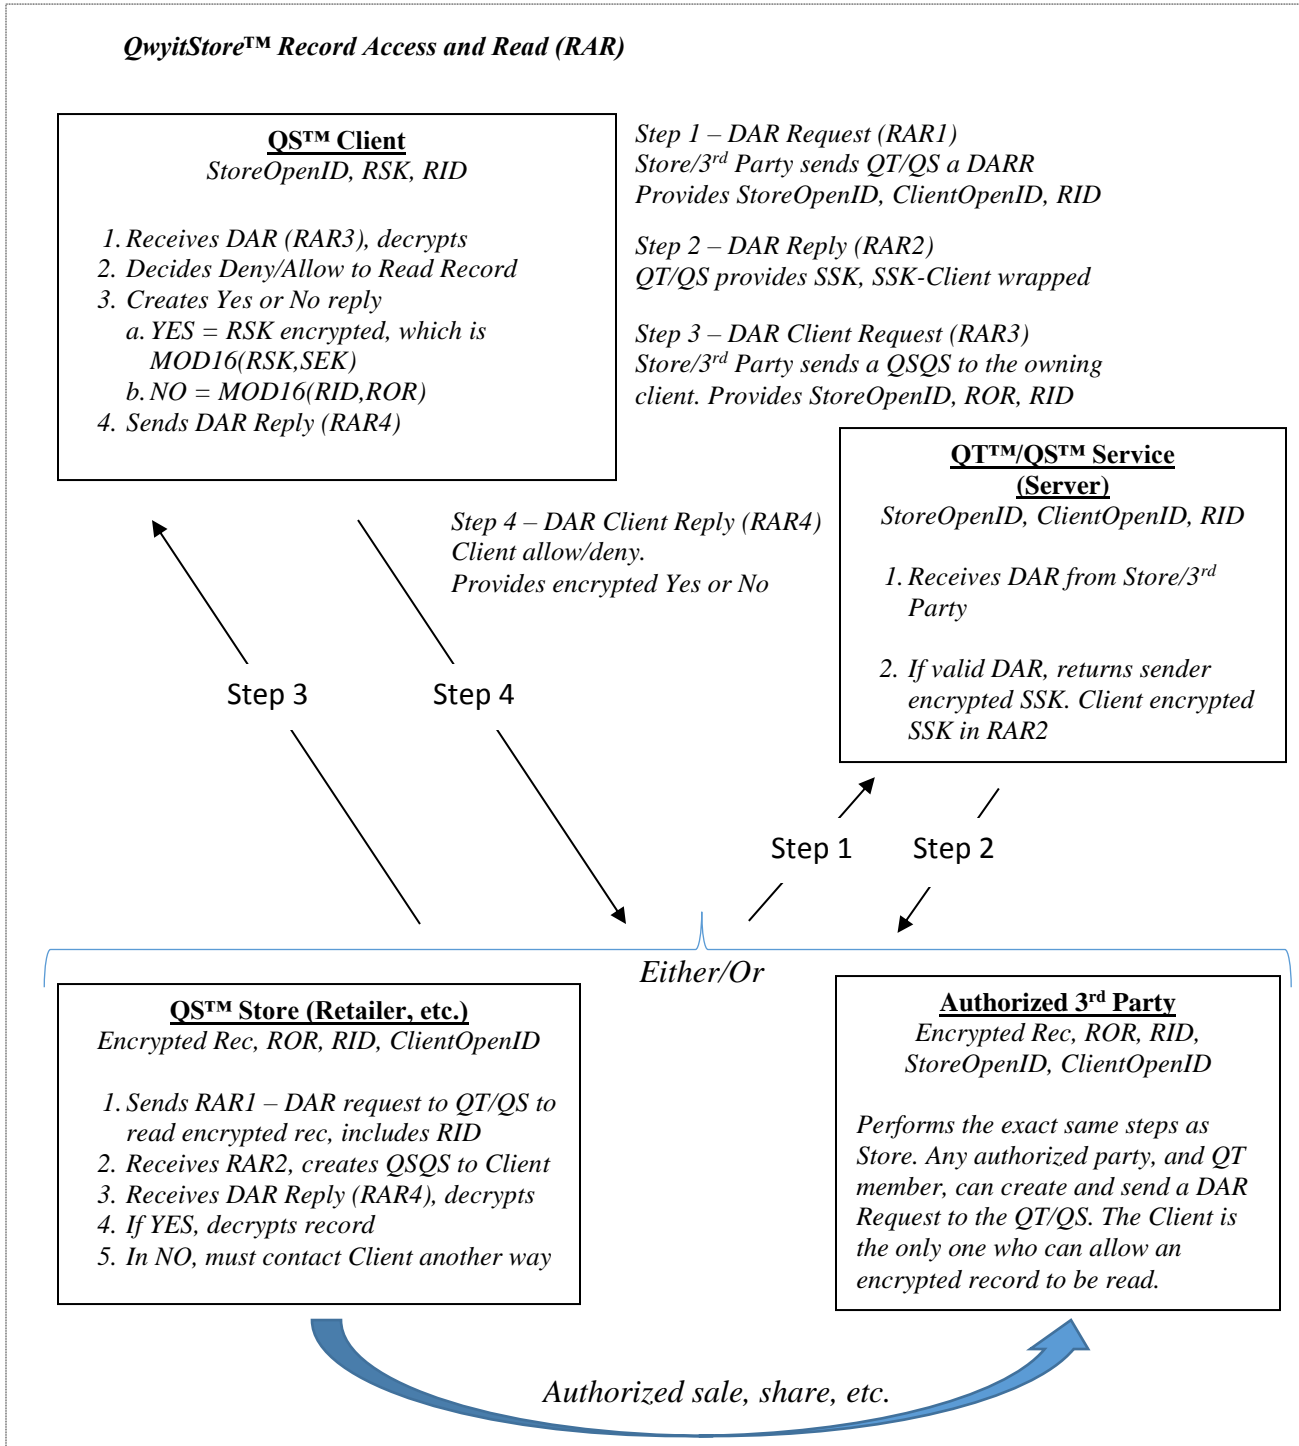 QwyitStore™ Record Access and Read (RAR)
QS™ Client
StoreOpenID, RSK, RID
1. Receives DAR (RAR3), decrypts
2. Decides Deny/Allow to Read Record
3. Creates Yes or No reply
a. YES = RSK encrypted, which is
MOD16(RSK,SEK)
b. NO = MOD16(RID,ROR)
4. Sends DAR Reply (RAR4)
Step 1 – DAR Request (RAR1)
Store/3rd Party sends QT/QS a DARR
Provides StoreOpenID, ClientOpenID, RID
Step 2 – DAR Reply (RAR2)
QT/QS provides SSK, SSK-Client wrapped
Step 3 – DAR Client Request (RAR3)
Store/3rd Party sends a QSQS to the owning
client. Provides StoreOpenID, ROR, RID
QT™/QS™ Service
(Server)
StoreOpenID, ClientOpenID, RID
1. Receives DAR from Store/3rd
Party
2. If valid DAR, returns sender
encrypted SSK. Client encrypted
SSK in RAR2
Step 4 – DAR Client Reply (RAR4)
Client allow/deny.
Provides encrypted Yes or No
Step 3
Step 4
Step 1
Step 2
Either/Or
QS™ Store (Retailer, etc.)
Encrypted Rec, ROR, RID, ClientOpenID
1. Sends RAR1 – DAR request to QT/QS to
read encrypted rec, includes RID
2. Receives RAR2, creates QSQS to Client
3. Receives DAR Reply (RAR4), decrypts
4. If YES, decrypts record
5. In NO, must contact Client another way
Authorized 3rd Party
Encrypted Rec, ROR, RID,
StoreOpenID, ClientOpenID
Performs the exact same steps as
Store. Any authorized party, and QT
member, can create and send a DAR
Request to the QT/QS. The Client is
the only one who can allow an
encrypted record to be read.
Authorized sale, share, etc.